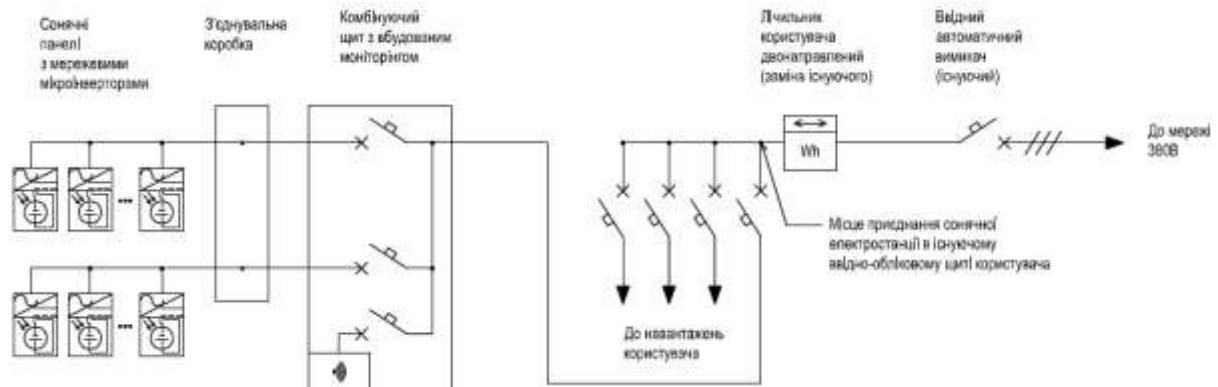 Сонячні
панелі
з мережевими
мікроінверторами
З'єднувальна
коробка
Комбінуючий
щит з вбудованим
моніторінгом
Лічильник
користувача
двонаправлений
(заміна існуючого)
Ввідний
автоматичний
вимикач
(існуючий)
Wh
До мережі
380В
Місце приєднання сонячної
електростанції в існуючому
ввідно-обліковому щиті користувача
До навантажень
користувача